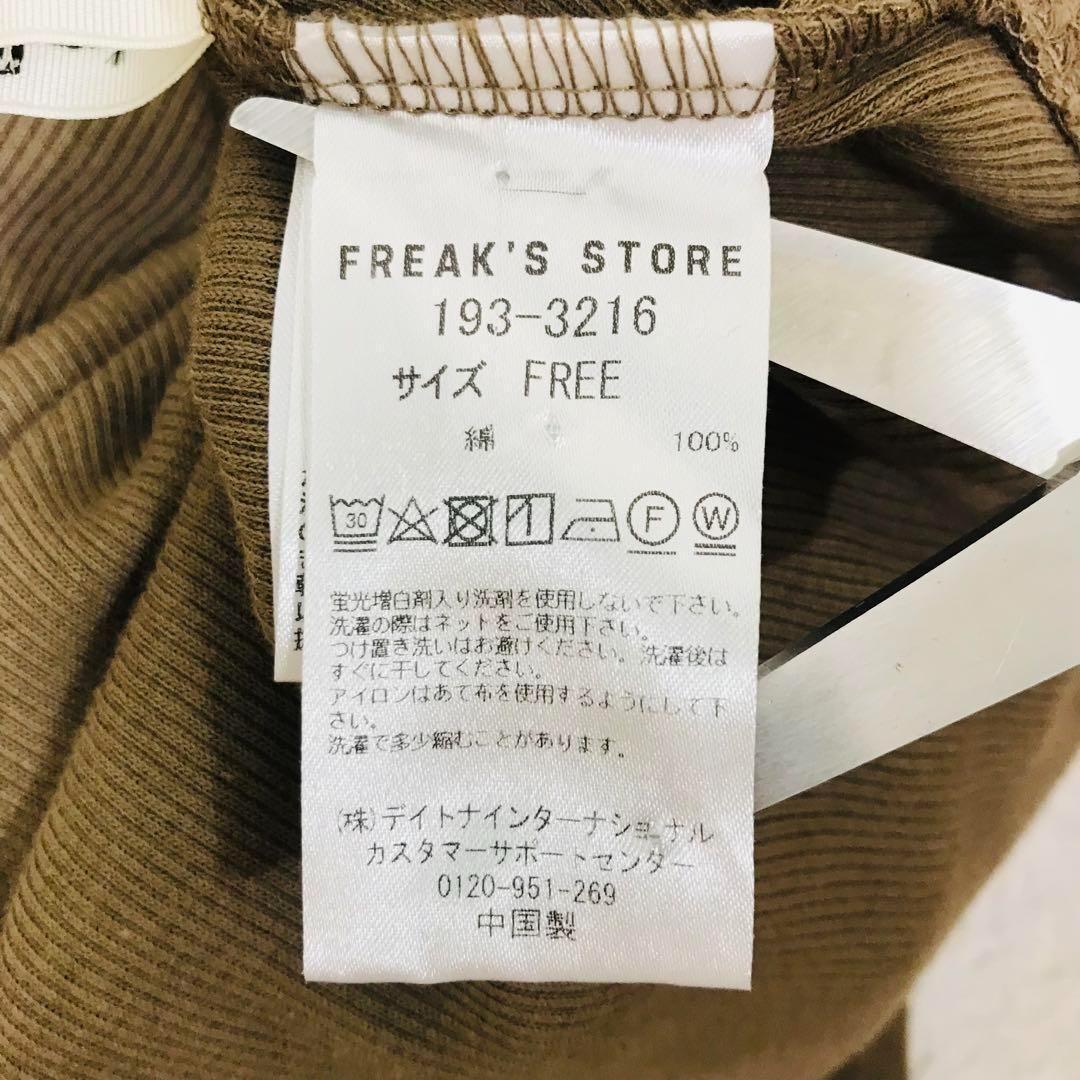 FREAK'S STORE
193-3216
サイズ FREE
綿 100%
30 F W
蛍光増白剤入り洗剤を使用しないで下さい。
洗濯の際はネットをご使用下さい。
つけ置き洗いはお避けください。洗濯後は
すぐに干してください。
アイロンはあて布を使用するようにして下
さい。
洗濯で多少縮むことがあります。
(株)デイトナインターナショナル
カスタマーサポートセンター
0120-951-269
中国製